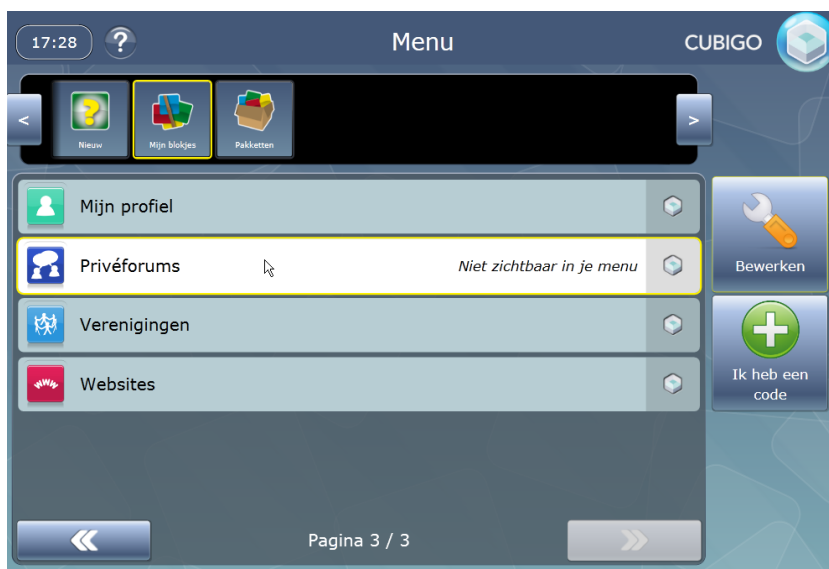 17:28
?
Menu
CUBIGO
<
Nieuw
Mijn blokjes
Pakketten
>
Mijn profiel
Privéforums
Niet zichtbaar in je menu
Verenigingen
www
Websites
Bewerken
Ik heb een
code
Pagina 3 / 3